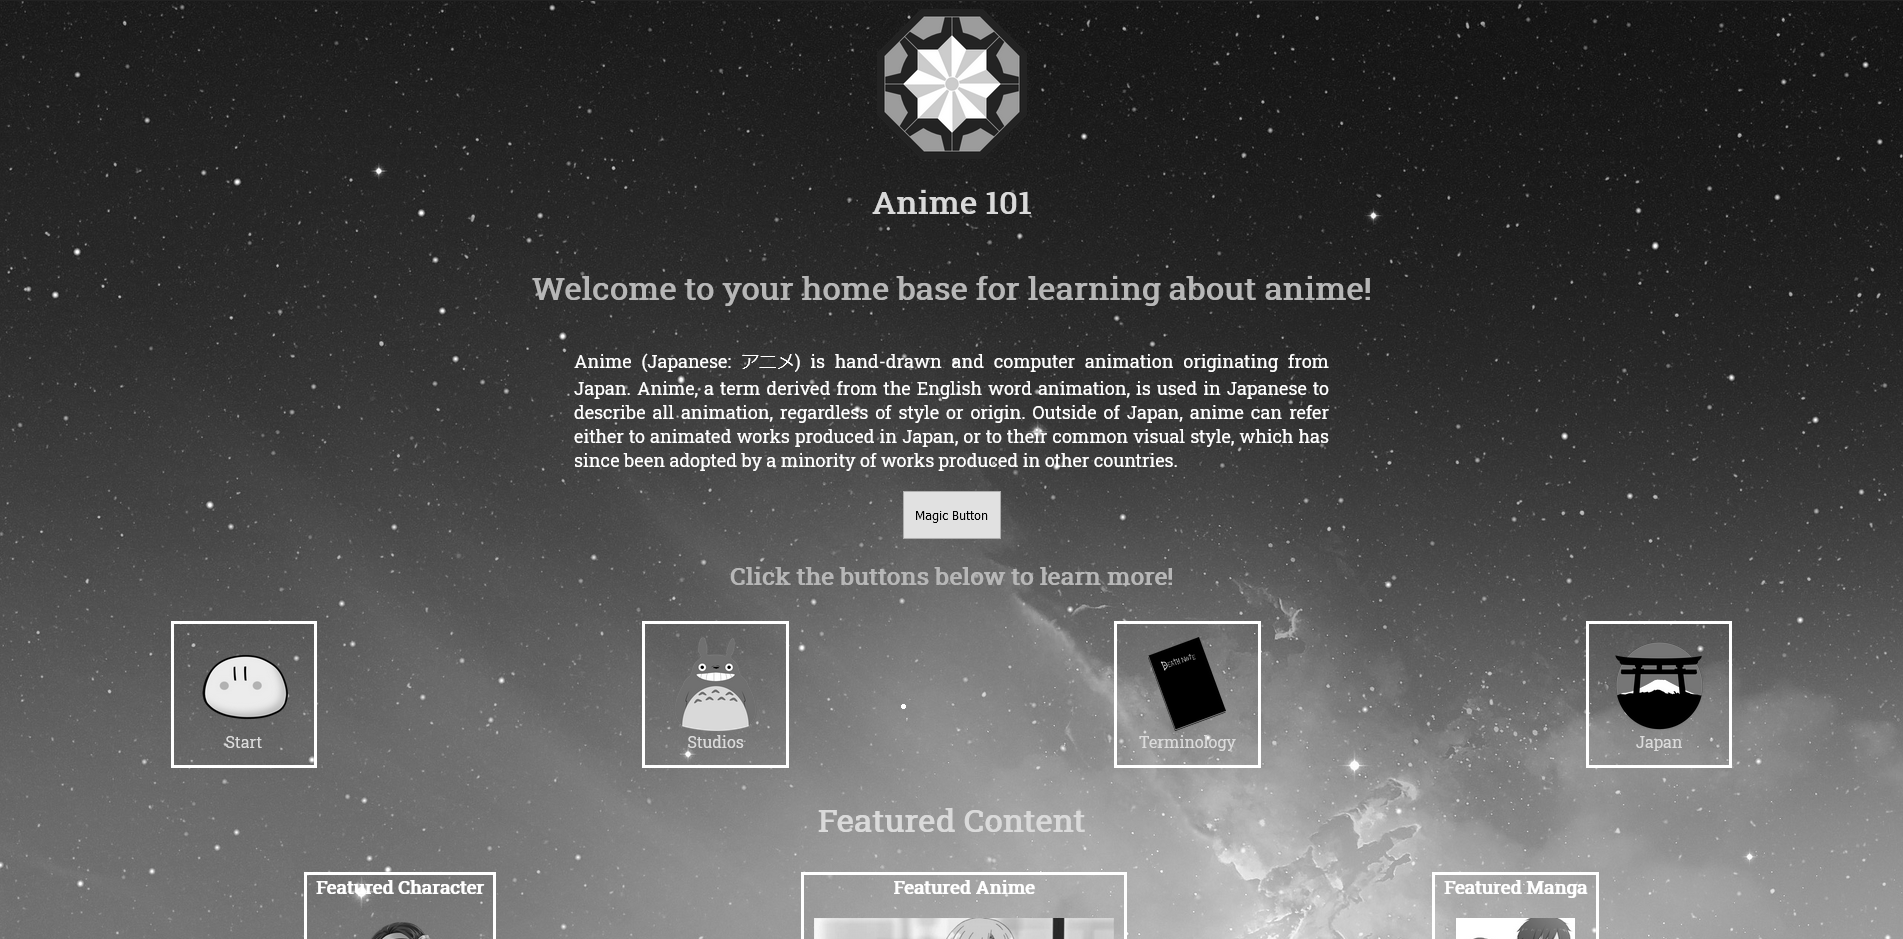 Anime 101
Welcome to your home base for learning about anime!
Anime (Japanese: アニメ) is hand-drawn and computer animation originating from
Japan. Anime, a term derived from the English word animation, is used in Japanese to
describe all animation, regardless of style or origin. Outside of Japan, anime can refer
either to animated works produced in Japan, or to their common visual style, which has
since been adopted by a minority of works produced in other countries.
Magic Button
Click the buttons below to learn more!
DEATH NOTE
Start
Studios
Terminology
Japan
Featured Content
Featured Character
Featured Anime
Featured Manga